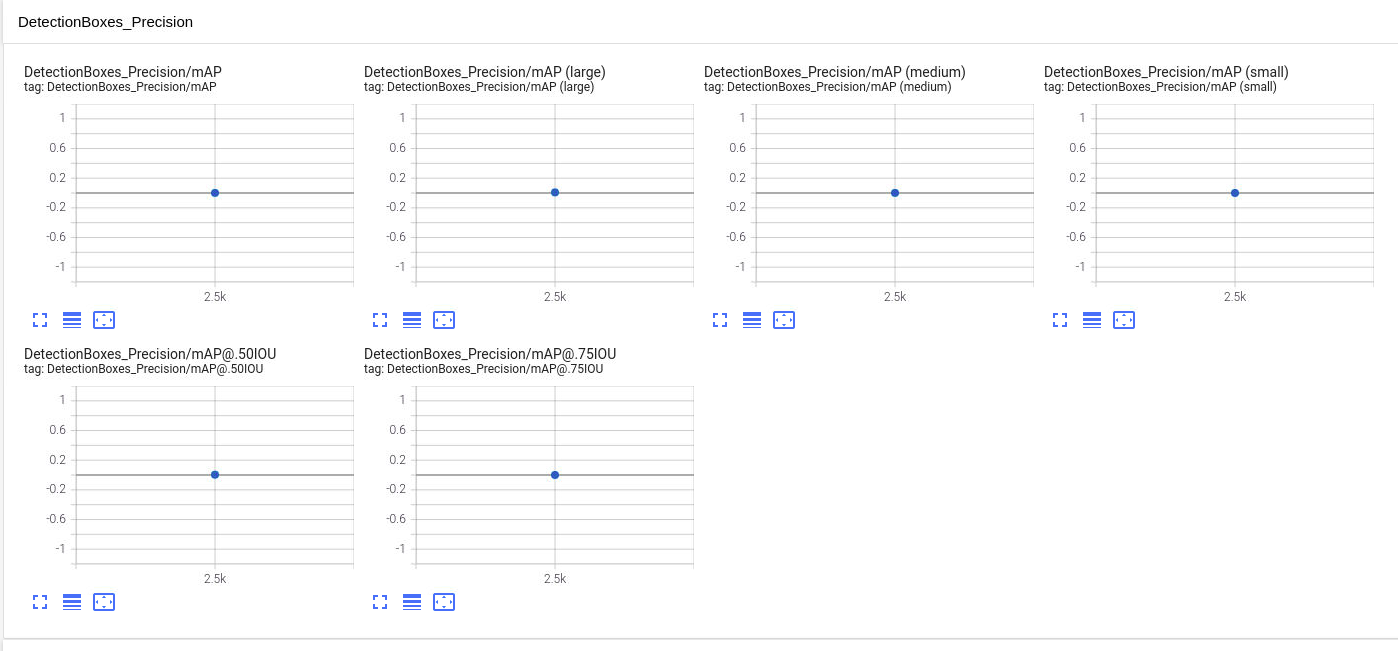 DetectionBoxes_Precision
DetectionBoxes_Precision/mAP
tag: DetectionBoxes_Precision/mAP
1
0.6
0.2
-0.2
-0.6
-1
2.5k
DetectionBoxes_Precision/mAP (large)
tag: DetectionBoxes_Precision/mAP (large)
1
0.6
0.2
-0.2
-0.6
-1
2.5k
DetectionBoxes_Precision/mAP (medium)
tag: DetectionBoxes_Precision/mAP (medium)
1
0.6
0.2
-0.2
-0.6
-1
2.5k
DetectionBoxes_Precision/mAP (small)
tag: DetectionBoxes_Precision/mAP (small)
1
0.6
0.2
-0.2
-0.6
-1
2.5k
DetectionBoxes_Precision/mAP@.50IOU
tag: DetectionBoxes_Precision/mAP@.50IOU
1
0.6
0.2
-0.2
-0.6
-1
2.5k
DetectionBoxes_Precision/mAP@.75IOU
tag: DetectionBoxes_Precision/mAP@.75IOU
1
0.6
0.2
-0.2
-0.6
-1
2.5k